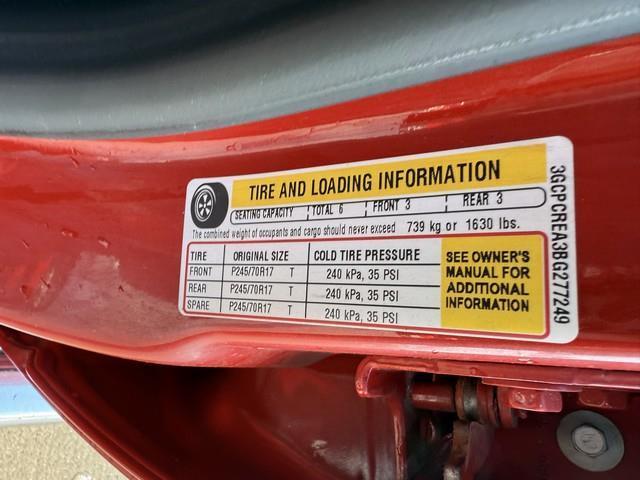 TIRE AND LOADING INFORMATION
SEATING CAPACITY TOTAL 6 FRONT 3 REAR 3
The combined weight of occupants and cargo should never exceed 739 kg or 1630 lbs.
TIRE ORIGINAL SIZE COLD TIRE PRESSURE
FRONT P245/70R17 T 240 kPa, 35 PSI
REAR P245/70R17 T 240 kPa, 35 PSI
SPARE P245/70R17 T 240 kPa, 35 PSI
SEE OWNER'S
MANUAL FOR
ADDITIONAL
INFORMATION
3GCPCREA3BG277249